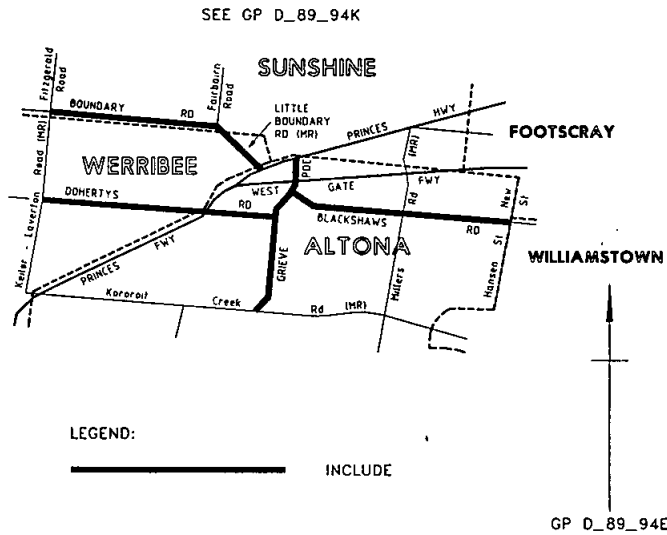 SEE GP D_89_94K
SUNSHINE
Fitzgerald
Road
Fairbairn
Road
BOUNDARY RD
LITTLE
BOUNDARY
RD (MR)
PRINCES HWY
FOOTSCRAY
Keilor - Laverton Road (MR)
WERRIBEE
DOHERTYS RD
PDE
WEST GATE FWY
(MR)
Millers Rd
New St
BLACKSHAWS RD
ALTONA
WILLIAMSTOWN
PRINCES FWY
GRIEVE
Hansen St
Kororoit Creek Rd (MR)
LEGEND:
INCLUDE
GP D_89_94E